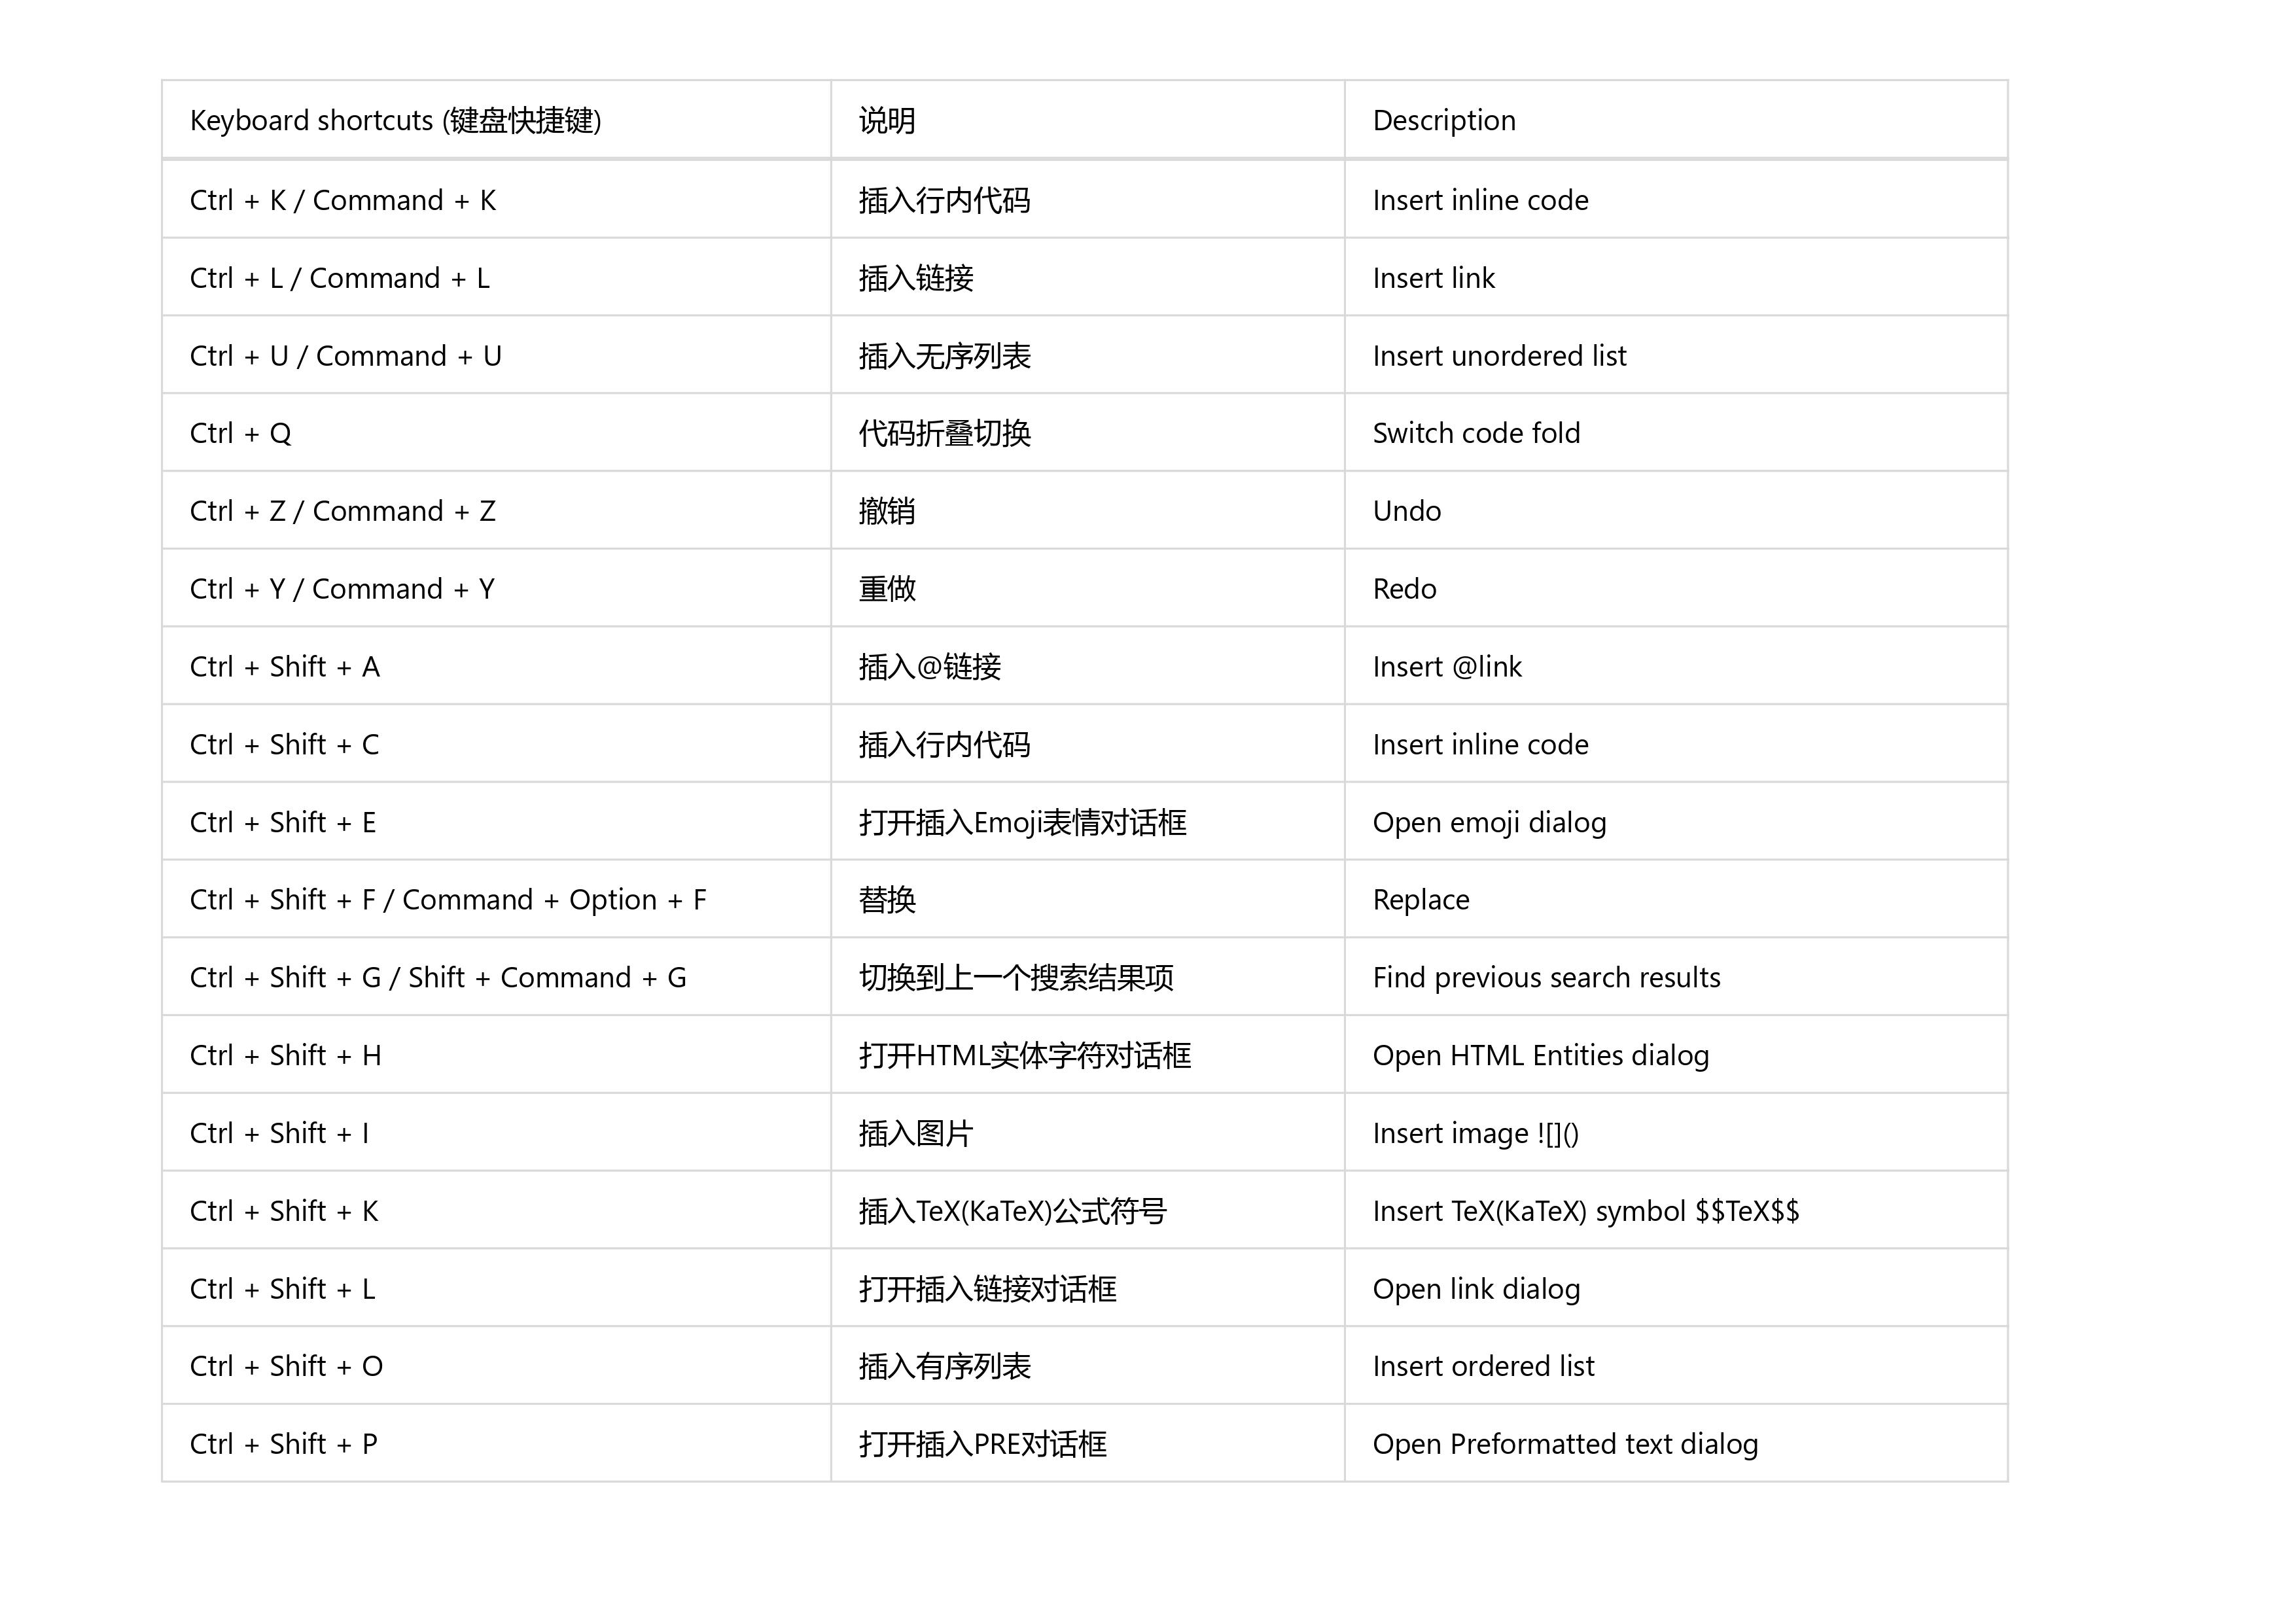 Keyboard shortcuts (键盘快捷键) 说明 Description
Ctrl + K / Command + K 插入行内代码 Insert inline code
Ctrl + L / Command + L 插入链接 Insert link
Ctrl + U / Command + U 插入无序列表 Insert unordered list
Ctrl + Q 代码折叠切换 Switch code fold
Ctrl + Z / Command + Z 撤销 Undo
Ctrl + Y / Command + Y 重做 Redo
Ctrl + Shift + A 插入@链接 Insert @link
Ctrl + Shift + C 插入行内代码 Insert inline code
Ctrl + Shift + E 打开插入Emoji表情对话框 Open emoji dialog
Ctrl + Shift + F / Command + Option + F 替换 Replace
Ctrl + Shift + G / Shift + Command + G 切换到上一个搜索结果项 Find previous search results
Ctrl + Shift + H 打开HTML实体字符对话框 Open HTML Entities dialog
Ctrl + Shift + I 插入图片 Insert image ![]()
Ctrl + Shift + K 插入TeX(KaTeX)公式符号 Insert TeX(KaTeX) symbol $$TeX$$
Ctrl + Shift + L 打开插入链接对话框 Open link dialog
Ctrl + Shift + O 插入有序列表 Insert ordered list
Ctrl + Shift + P 打开插入PRE对话框 Open Preformatted text dialog